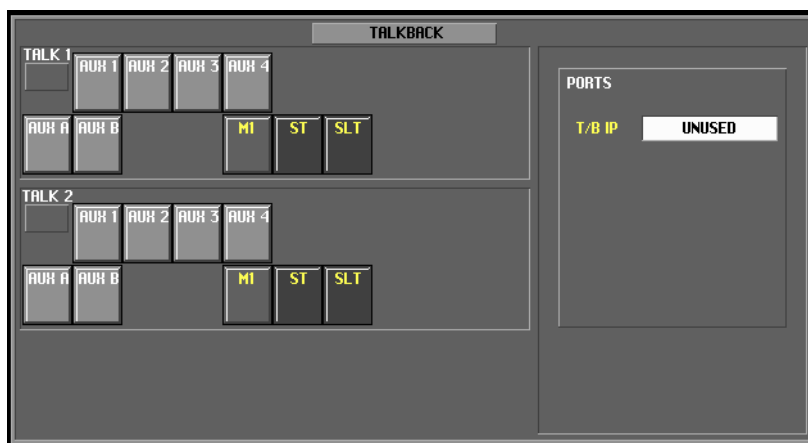 TALKBACK
TALK 1
AUX 1 AUX 2 AUX 3 AUX 4
AUX A AUX B M1 ST SLT
TALK 2
AUX 1 AUX 2 AUX 3 AUX 4
AUX A AUX B M1 ST SLT
PORTS
T/B IP UNUSED